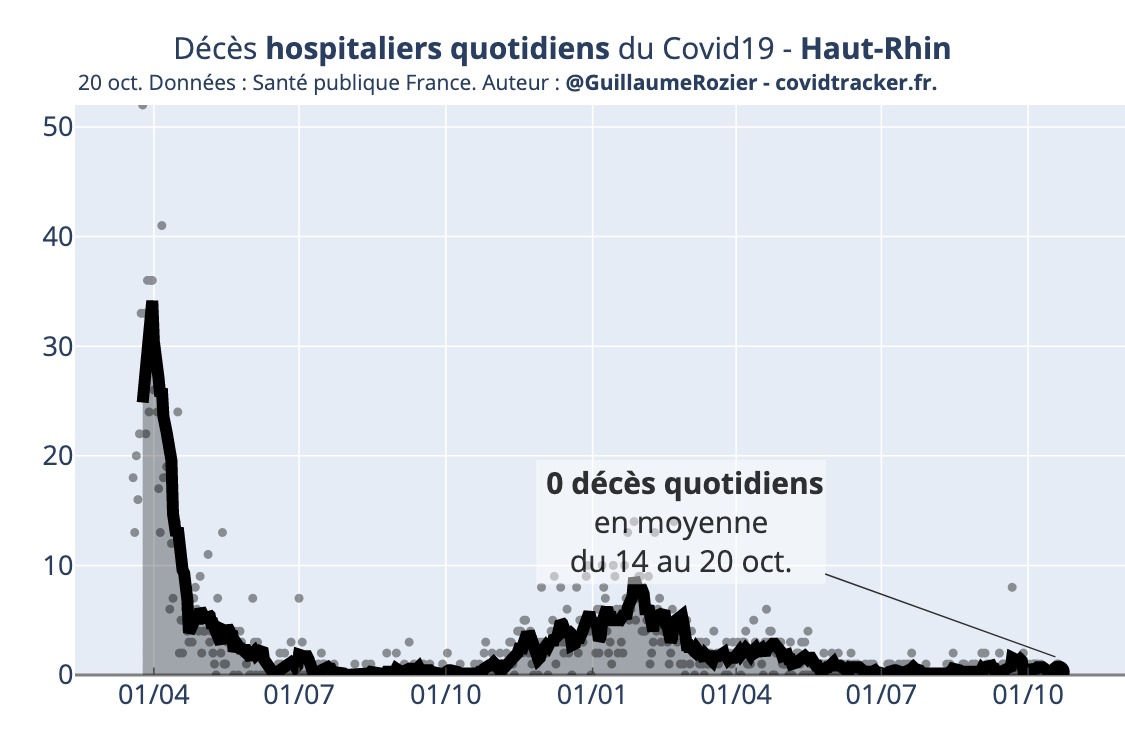 Décès hospitaliers quotidiens du Covid19 - Haut-Rhin
20 oct. Données : Santé publique France. Auteur : @GuillaumeRozier - covidtracker.fr.
50
40
30
20
10
0
0 décès quotidiens
en moyenne
du 14 au 20 oct.
01/04 01/07 01/10 01/01 01/04 01/07 01/10